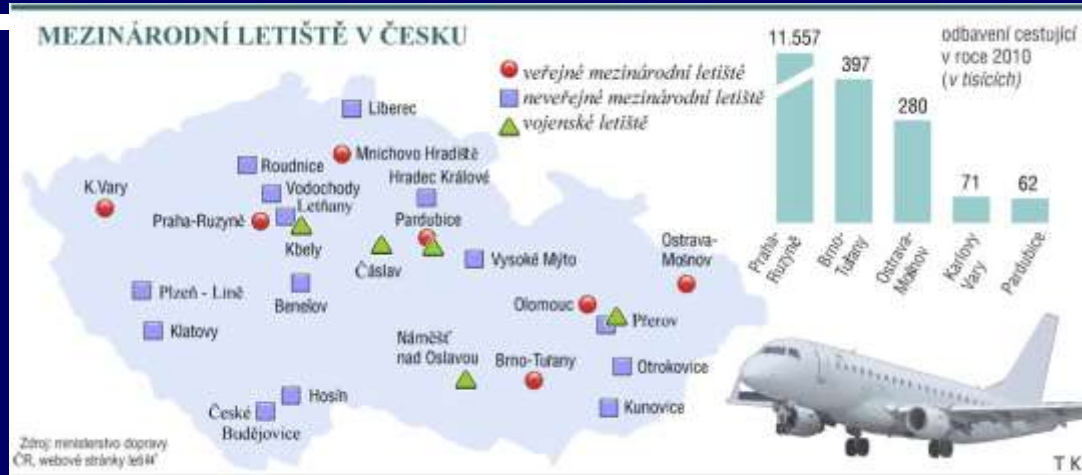 MEZINÁRODNÍ LETIŠTĚ V ČESKU
veřejné mezinárodní letiště
neveřejné mezinárodní letiště
vojenské letiště
odbavení cestující
v roce 2010
(v tisících)
11.557
397
280
71
62
Praha-
Ruzyně
Brno-
Tuřany
Ostrava-
Mošnov
Karlovy
Vary
Pardubice
Liberec
Mnichovo Hradiště
Roudnice
Hradec Králové
K.Vary
Vodochody
Letňany
Praha-Ruzyně
Pardubice
Kbely
Čáslav
Vysoké Mýto
Ostrava-
Mošnov
Plzeň - Líně
Benešov
Olomouc
Přerov
Klatovy
Náměšť
nad Oslavou
Brno-Tuřany
Otrokovice
Hosín
České
Budějovice
Kunovice
Zdroj: ministerstvo dopravy
ČR, webové stránky letišť
T K